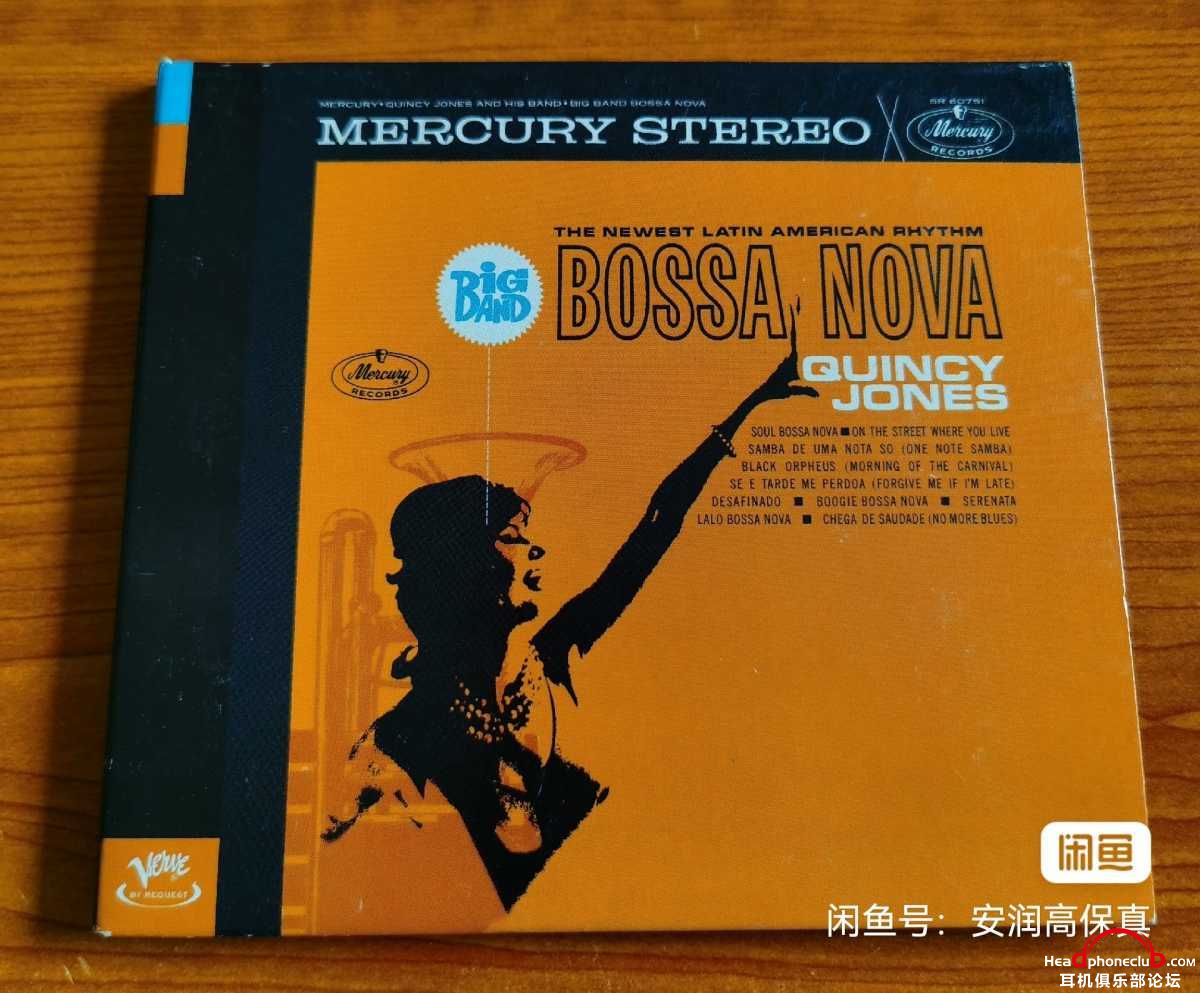 MERCURY • QUINCY JONES AND HIS BAND • BIG BAND BOSSA NOVA
MERCURY STEREO
SR 60751
Mercury
RECORDS
THE NEWEST LATIN AMERICAN RHYTHM
BIG
BAND
BOSSA NOVA
QUINCY
JONES
Mercury
RECORDS
SOUL BOSSA NOVA ■ ON THE STREET WHERE YOU LIVE
SAMBA DE UMA NOTA SO (ONE NOTE SAMBA)
BLACK ORPHEUS (MORNING OF THE CARNIVAL)
SE E TARDE ME PERDOA (FORGIVE ME IF I'M LATE)
DESAFINADO ■ BOOGIE BOSSA NOVA ■ SERENATA
LALO BOSSA NOVA ■ CHEGA DE SAUDADE (NO MORE BLUES)
Verve
BY REQUEST
闲鱼
闲鱼号：安润高保真
Headphoneclub.com
耳机俱乐部论坛